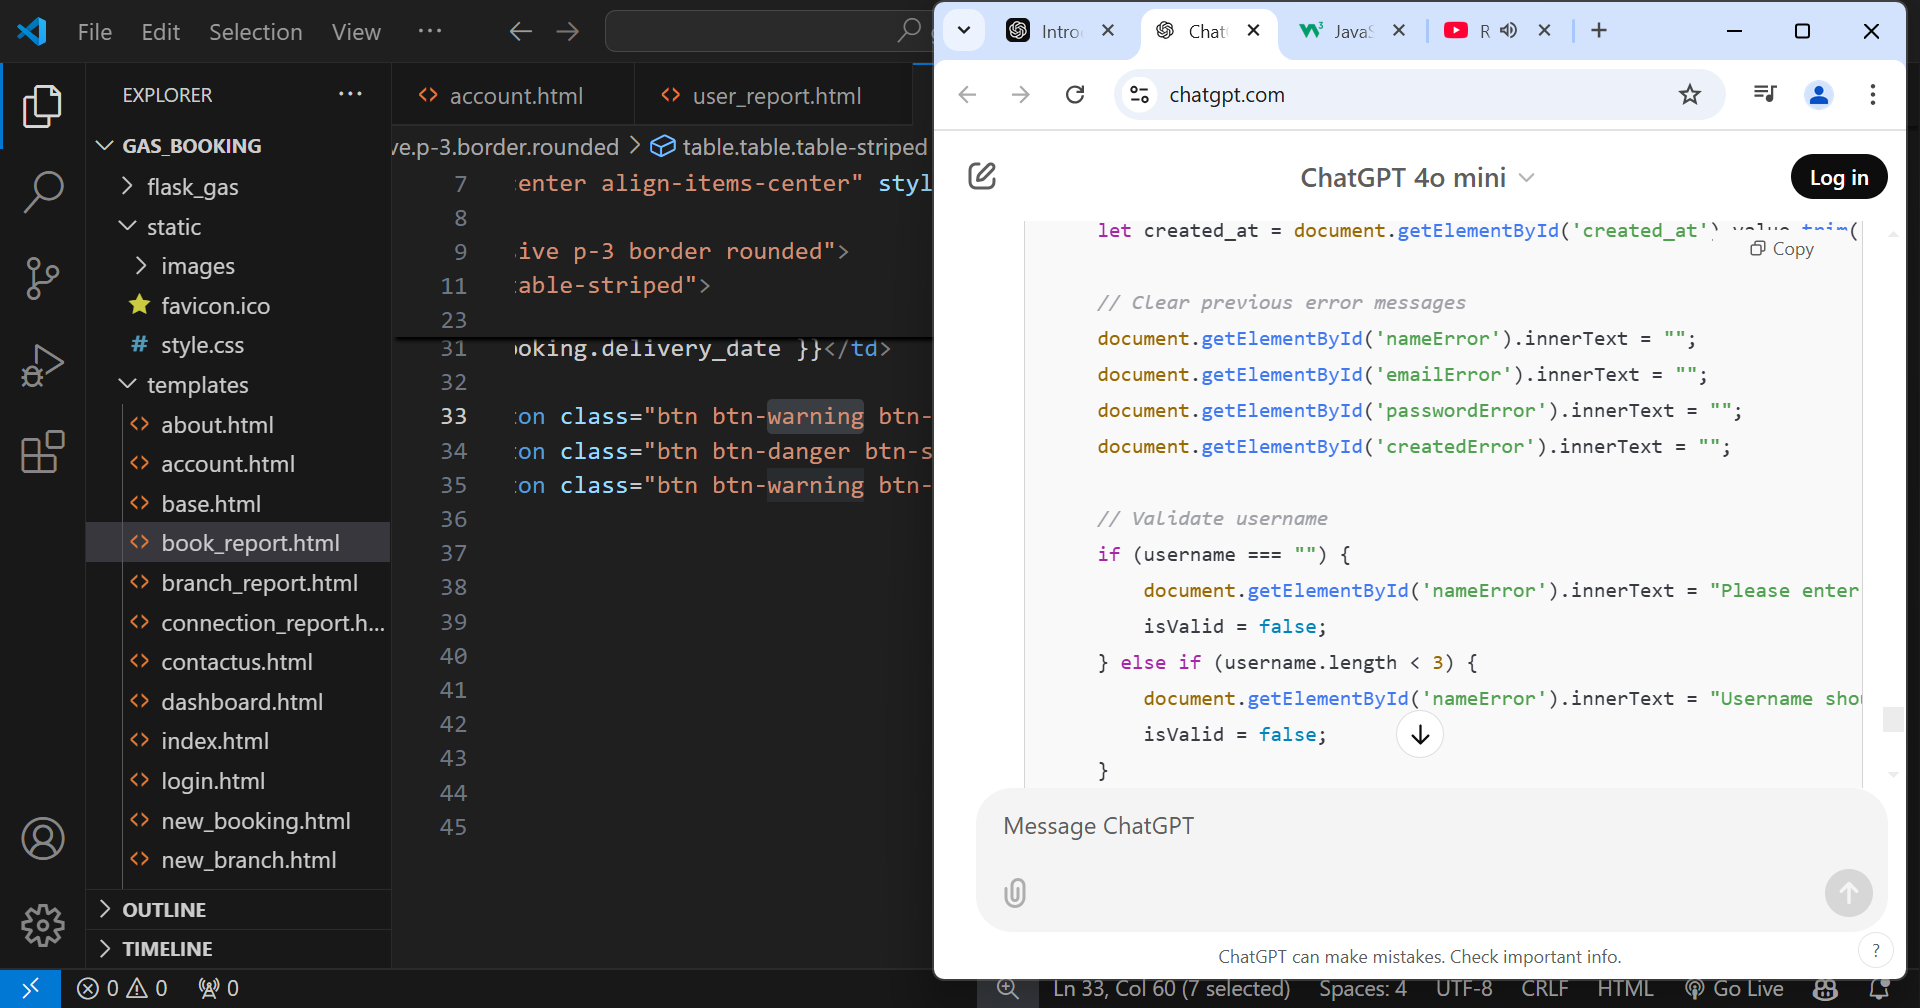 File Edit Selection View ···
EXPLORER ···
GAS_BOOKING
flask_gas
static
images
favicon.ico
# style.css
templates
<> about.html
<> account.html
<> base.html
<> book_report.html
<> branch_report.html
<> connection_report.h...
<> contactus.html
<> dashboard.html
<> index.html
<> login.html
<> new_booking.html
<> new_branch.html
OUTLINE
TIMELINE
<> account.html <> user_report.html
ve.p-3.border.rounded > table.table.table-striped
7 enter align-items-center" styl
8
9 ive p-3 border rounded">
11 able-striped">
23
31 ooking.delivery_date }}</td>
32
33 on class="btn btn-warning btn-
34 on class="btn btn-danger btn-s
35 on class="btn btn-warning btn-
36
37
38
39
40
41
42
43
44
45
Intro Chat JavaS R
chatgpt.com
ChatGPT 4o mini
Log in
let created_at = document.getElementById('created_at').value.trim(
Copy
// Clear previous error messages
document.getElementById('nameError').innerText = "";
document.getElementById('emailError').innerText = "";
document.getElementById('passwordError').innerText = "";
document.getElementById('createdError').innerText = "";
// Validate username
if (username === "") {
document.getElementById('nameError').innerText = "Please enter
isValid = false;
} else if (username.length < 3) {
document.getElementById('nameError').innerText = "Username shou
isValid = false;
}
Message ChatGPT
ChatGPT can make mistakes. Check important info.
?
0 0 0
Ln 33, Col 60 (7 selected) Spaces: 4 UTF-8 CRLF HTML Go Live